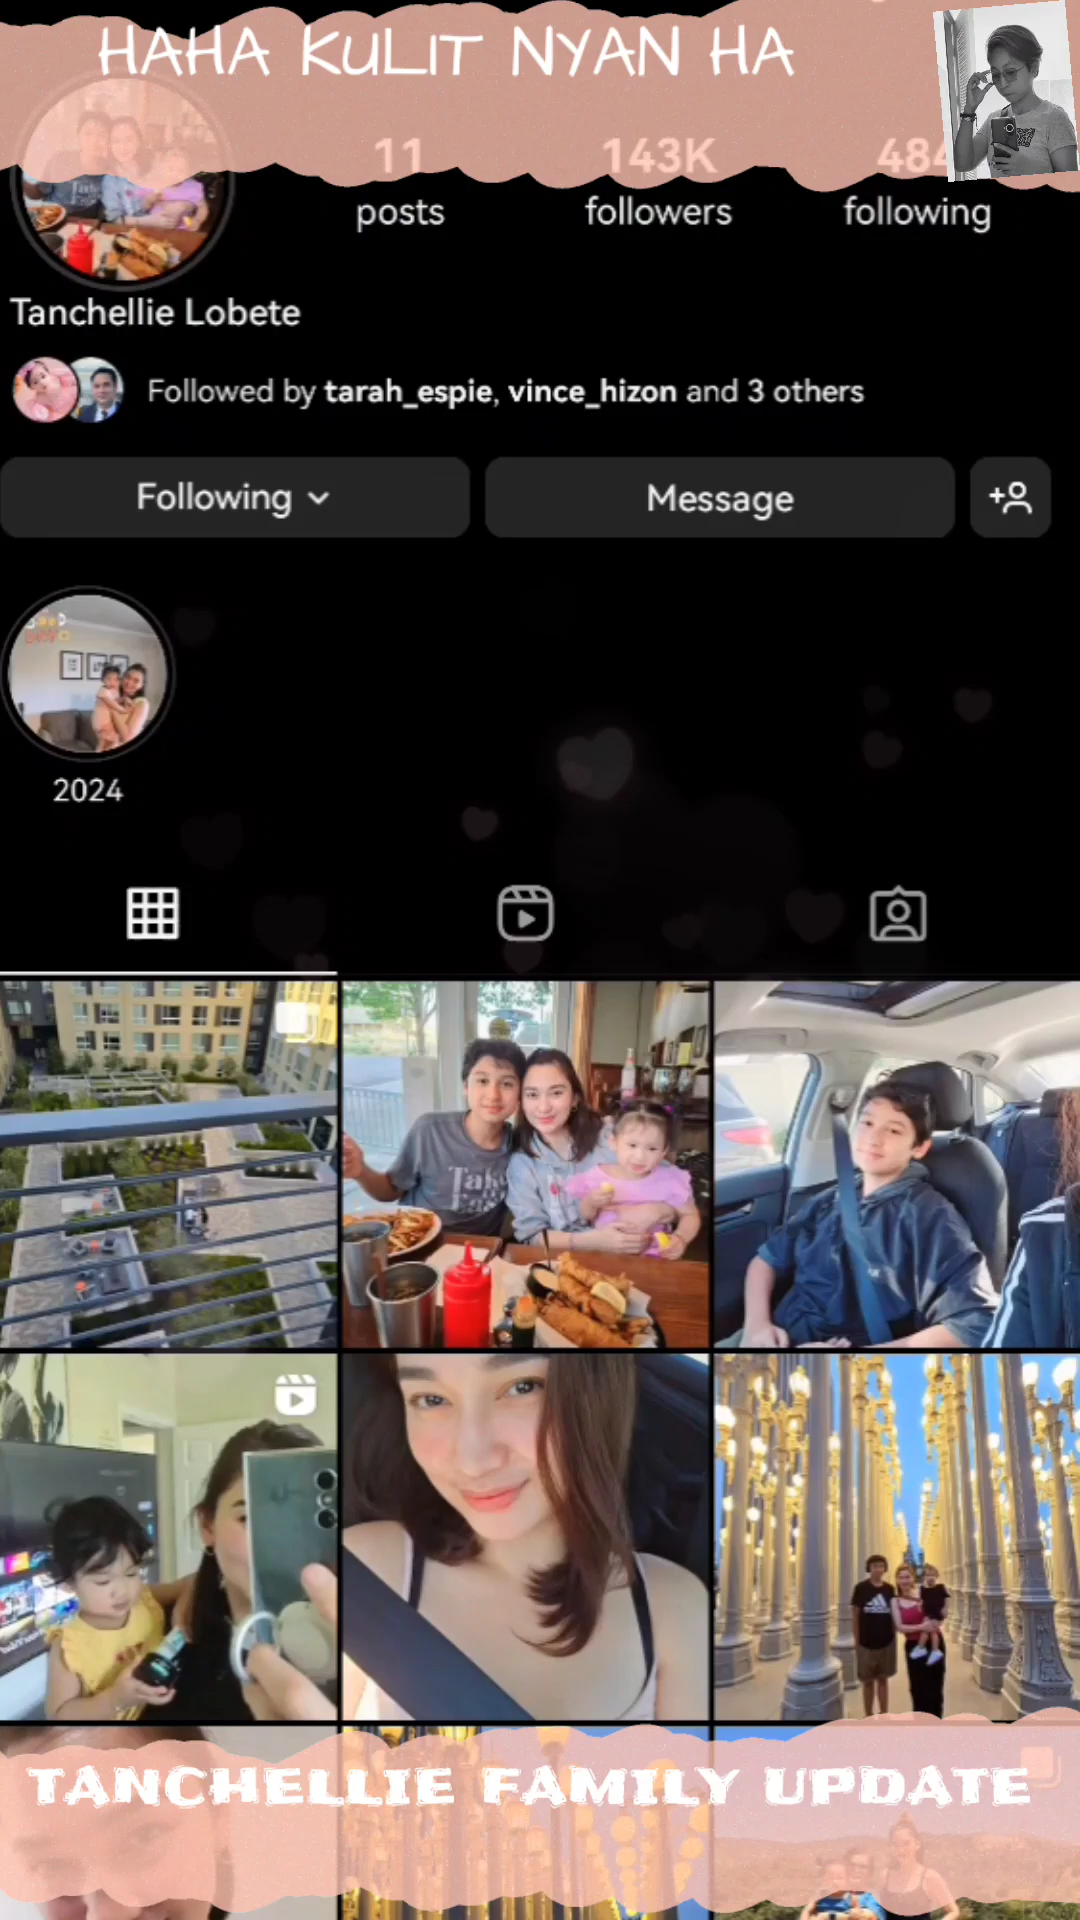 HAHA KULIT NYAN HA
11 143K 484
posts followers following
Tanchellie Lobete
Followed by tarah_espie, vince_hizon and 3 others
Following Message
2024
TANCHELLIE FAMILY UPDATE